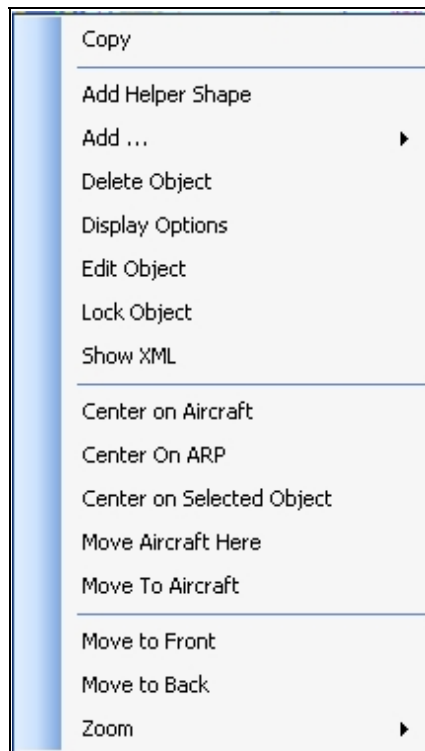 Copy
Add Helper Shape
Add ...
Delete Object
Display Options
Edit Object
Lock Object
Show XML
Center on Aircraft
Center On ARP
Center on Selected Object
Move Aircraft Here
Move To Aircraft
Move to Front
Move to Back
Zoom